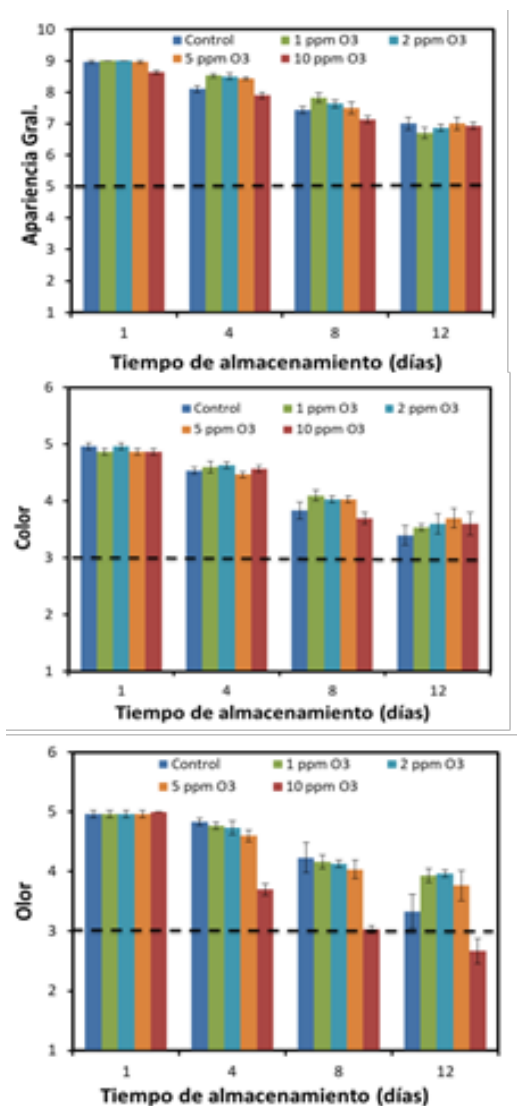 10
9
8
7
6
5
4
3
2
1
Apariencia Gral.
Control 1 ppm O3 2 ppm O3
5 ppm O3 10 ppm O3
1 4 8 12
Tiempo de almacenamiento (días)
6
5
4
3
2
1
Color
Control 1 ppm O3 2 ppm O3
5 ppm O3 10 ppm O3
1 4 8 12
Tiempo de almacenamiento (días)
6
5
4
3
2
1
Olor
Control 1 ppm O3 2 ppm O3
5 ppm O3 10 ppm O3
1 4 8 12
Tiempo de almacenamiento (días)